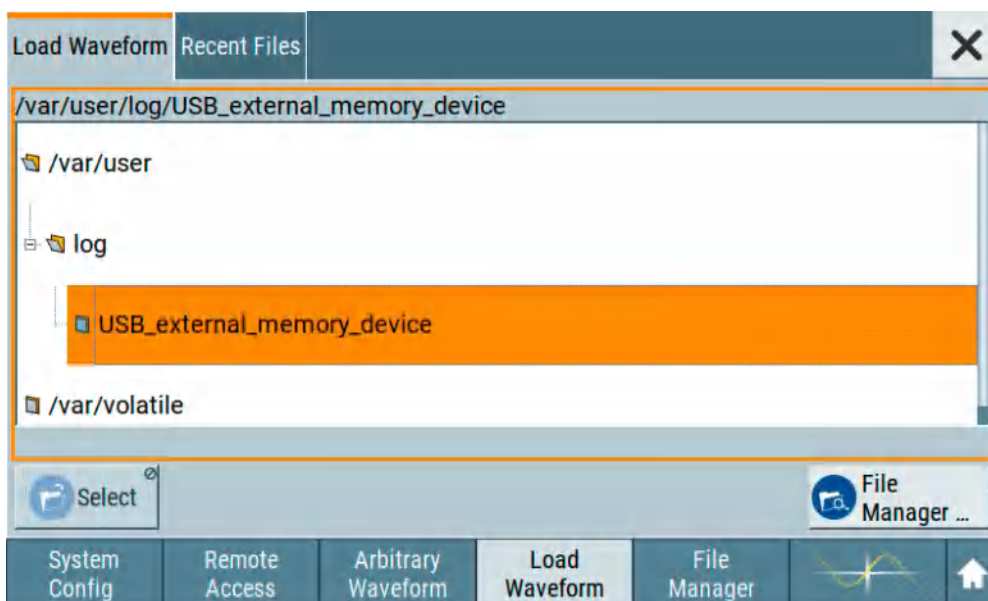 Load Waveform Recent Files
/var/user/log/USB_external_memory_device
/var/user
log
USB_external_memory_device
/var/volatile
Select
File
Manager ...
System
Config
Remote
Access
Arbitrary
Waveform
Load
Waveform
File
Manager